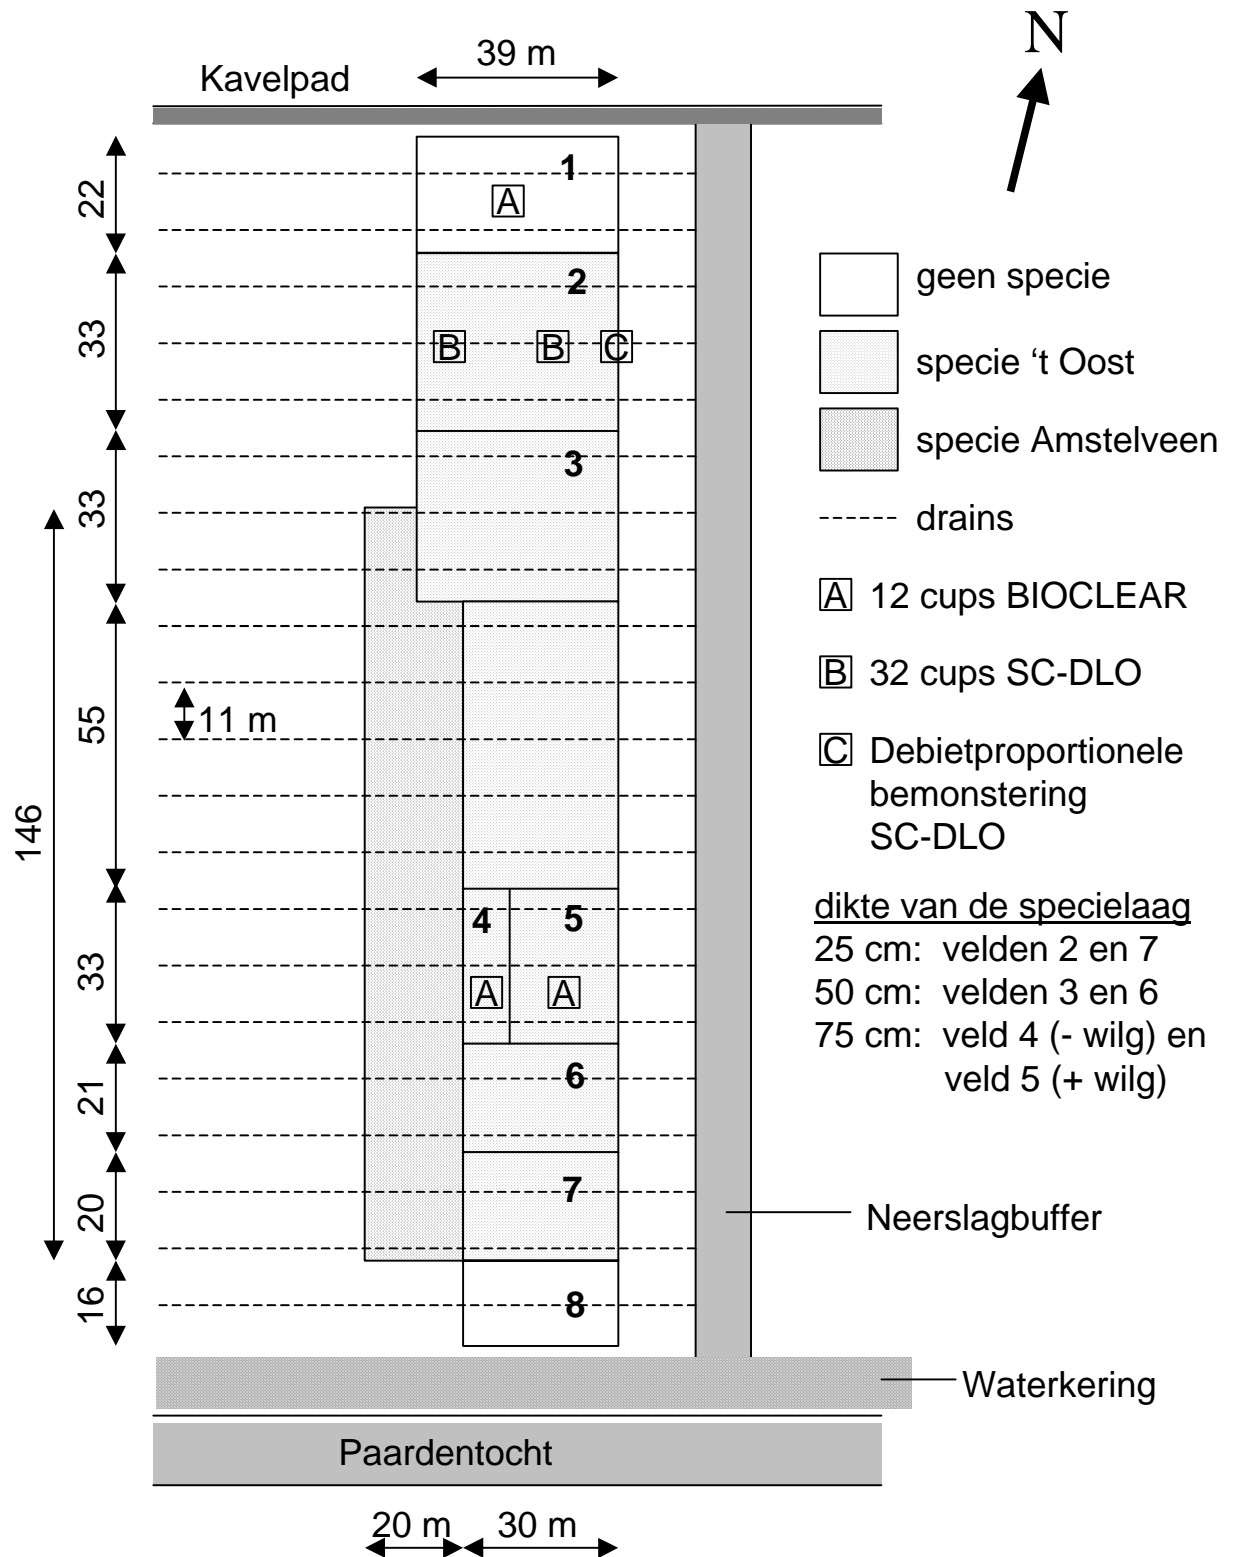 N
39 m
Kavelpad
1
A
22
2
B
B
C
33
3
33
55
11 m
146
4
5
A
A
33
6
21
7
20
8
16
geen specie
specie ‘t Oost
specie Amstelveen
drains
A 12 cups BIOCLEAR
B 32 cups SC-DLO
C Debietproportionele
bemonstering
SC-DLO
dikte van de specielaag
25 cm: velden 2 en 7
50 cm: velden 3 en 6
75 cm: veld 4 (- wilg) en
veld 5 (+ wilg)
Neerslagbuffer
Waterkering
Paardentocht
20 m
30 m